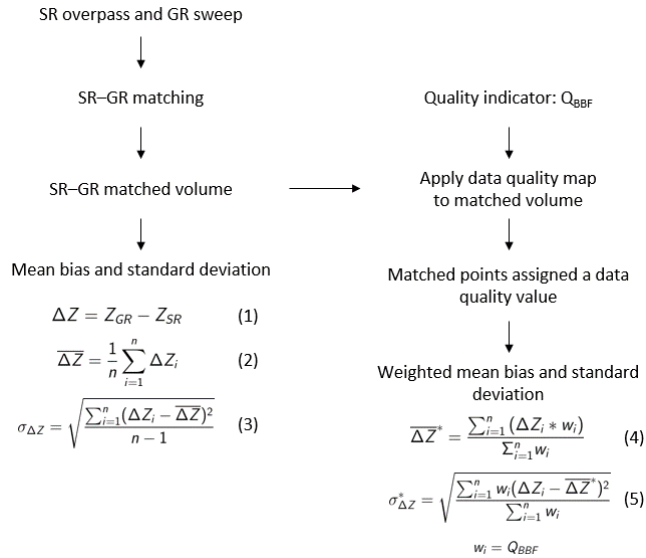 SR overpass and GR sweep
SR–GR matching
SR–GR matched volume
Mean bias and standard deviation
ΔZ = Z_GR − Z_SR (1)
\overline{ΔZ} = \frac{1}{n} \sum_{i=1}^{n} ΔZ_i (2)
σ_{ΔZ} = \sqrt{\frac{\sum_{i=1}^{n} (ΔZ_i − \overline{ΔZ})^2}{n − 1}} (3)
Quality indicator: Q_BBF
Apply data quality map
to matched volume
Matched points assigned a data
quality value
Weighted mean bias and standard
deviation
\overline{ΔZ}^* = \frac{\sum_{i=1}^{n} (ΔZ_i * w_i)}{Σ_{i=1}^{n} w_i} (4)
σ^*_{ΔZ} = \sqrt{\frac{\sum_{i=1}^{n} w_i (ΔZ_i − \overline{ΔZ}^*)^2}{\sum_{i=1}^{n} w_i}} (5)
w_i = Q_BBF